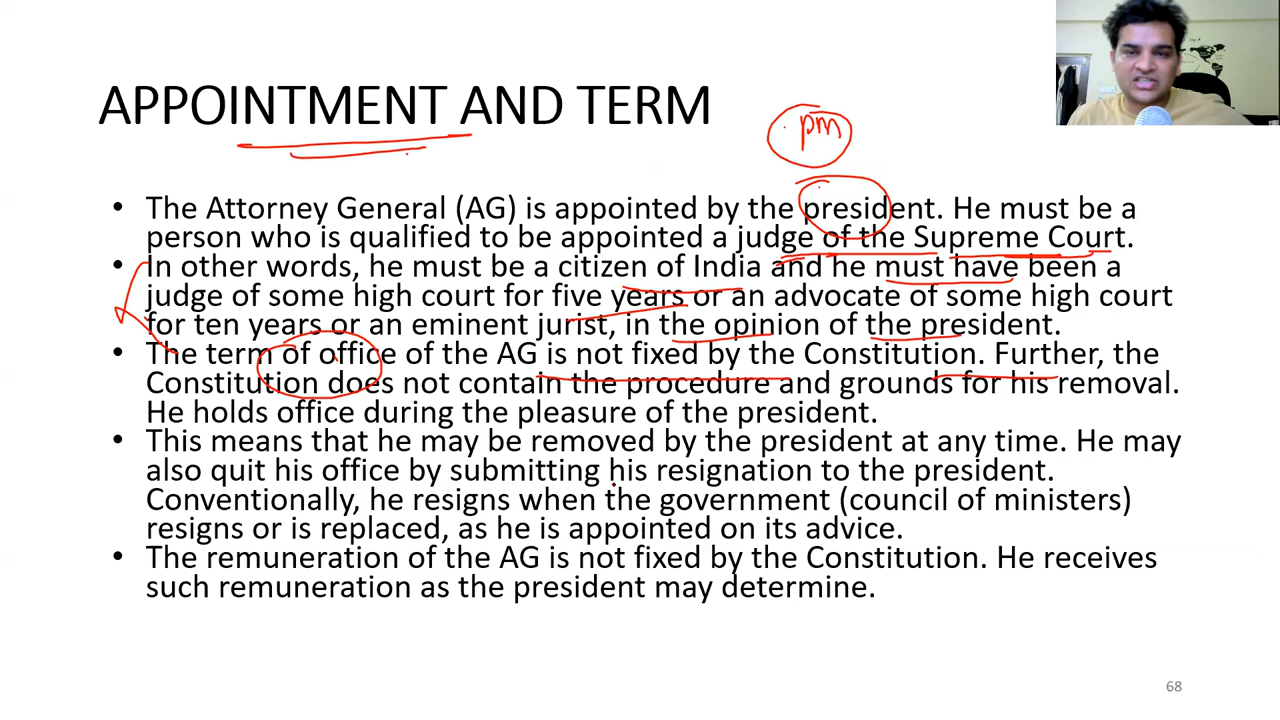 APPOINTMENT AND TERM
pm
• The Attorney General (AG) is appointed by the president. He must be a
person who is qualified to be appointed a judge of the Supreme Court.
• In other words, he must be a citizen of India and he must have been a
judge of some high court for five years or an advocate of some high court
for ten years or an eminent jurist, in the opinion of the president.
• The term of office of the AG is not fixed by the Constitution. Further, the
Constitution does not contain the procedure and grounds for his removal.
He holds office during the pleasure of the president.
• This means that he may be removed by the president at any time. He may
also quit his office by submitting his resignation to the president.
Conventionally, he resigns when the government (council of ministers)
resigns or is replaced, as he is appointed on its advice.
• The remuneration of the AG is not fixed by the Constitution. He receives
such remuneration as the president may determine.
68